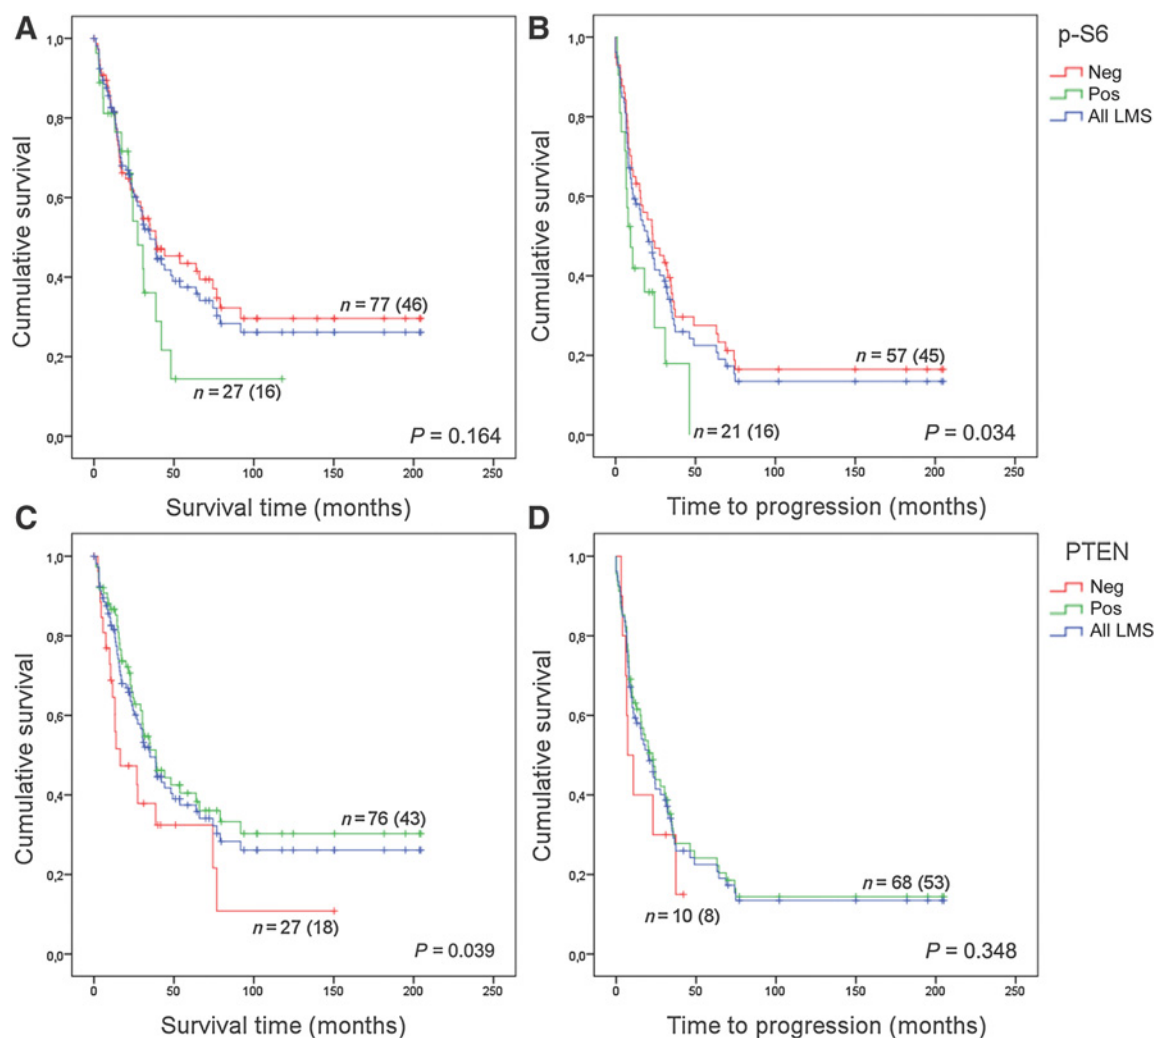 A
Cumulative survival
1,0
0,8
0,6
0,4
0,2
0,0
n = 77 (46)
n = 27 (16)
P = 0.164
0 50 100 150 200 250
Survival time (months)
B
Cumulative survival
1,0
0,8
0,6
0,4
0,2
0,0
n = 57 (45)
n = 21 (16)
P = 0.034
0 50 100 150 200 250
Time to progression (months)
p-S6
Neg
Pos
All LMS
C
Cumulative survival
1,0
0,8
0,6
0,4
0,2
0,0
n = 76 (43)
n = 27 (18)
P = 0.039
0 50 100 150 200 250
Survival time (months)
D
Cumulative survival
1,0
0,8
0,6
0,4
0,2
0,0
n = 68 (53)
n = 10 (8)
P = 0.348
0 50 100 150 200 250
Time to progression (months)
PTEN
Neg
Pos
All LMS